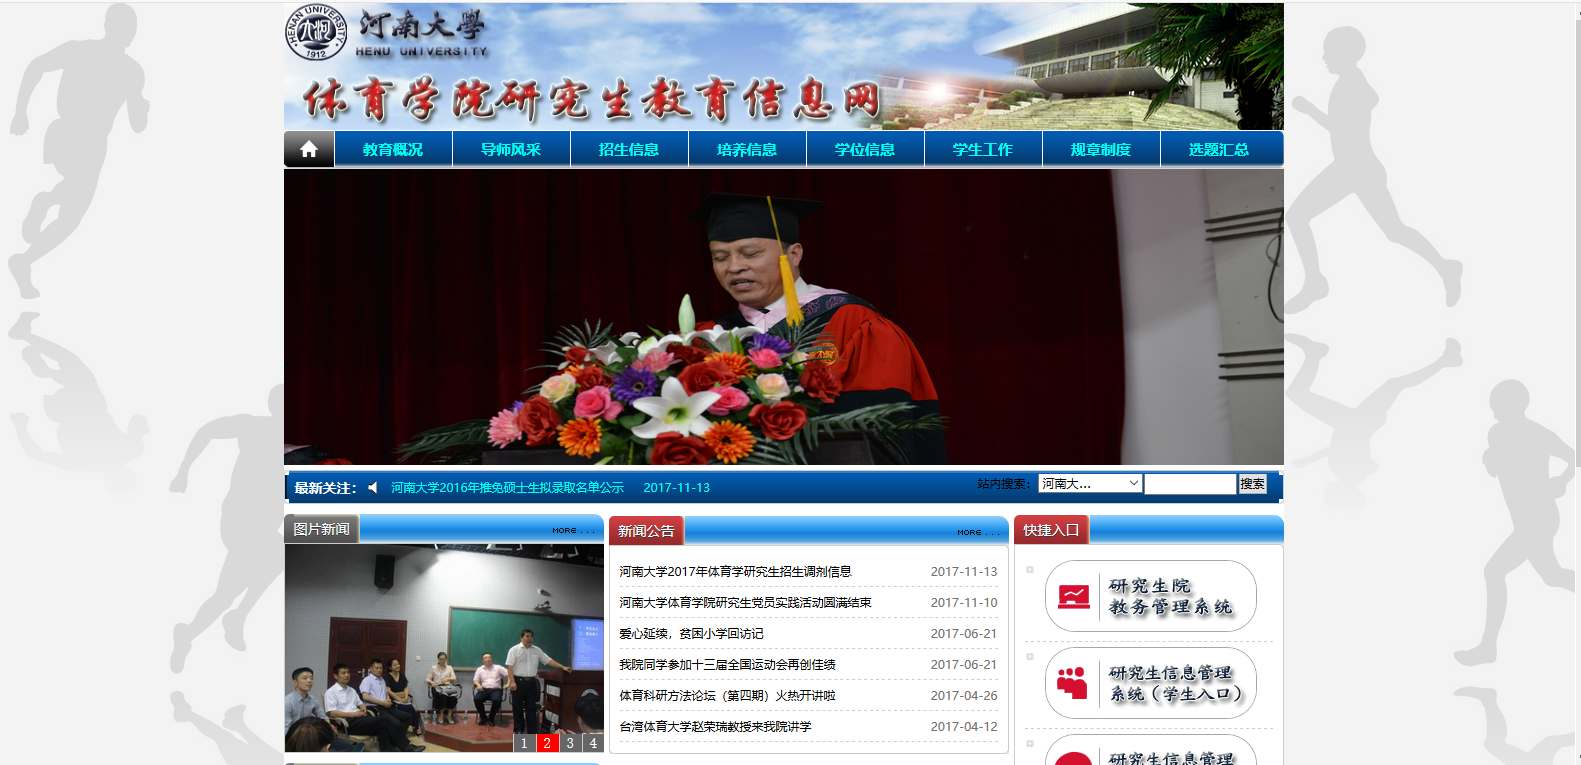 河南大學
HENU UNIVERSITY
HENAN UNIVERSITY
1912
体育学院研究生教育信息网
教育概况 导师风采 招生信息 培养信息 学位信息 学生工作 规章制度 选题汇总
最新关注： 河南大学2016年推免硕士生拟录取名单公示 2017-11-13 站内搜索： 河南大... 搜索
图片新闻 MORE ...
1 2 3 4
新闻公告 MORE ...
河南大学2017年体育学研究生招生调剂信息 2017-11-13
河南大学体育学院研究生党员实践活动圆满结束 2017-11-10
爱心延续，贫困小学回访记 2017-06-21
我院同学参加十三届全国运动会再创佳绩 2017-06-21
体育科研方法论坛（第四期）火热开讲啦 2017-04-26
台湾体育大学赵荣瑞教授来我院讲学 2017-04-12
快捷入口
研究生院
教务管理系统
研究生信息管理
系统（学生入口）
研究生信息管理